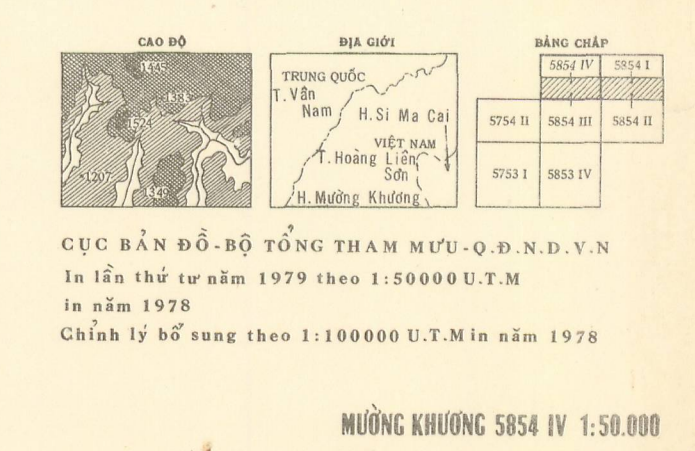 CAO ĐỘ
1445
1383
1524
1207
1349
ĐỊA GIỚI
TRUNG QUỐC
T. Vân
Nam
H. Si Ma Cai
VIỆT NAM
T. Hoàng Liên
Sơn
H. Mường Khương
BẢNG CHẮP
5854 IV 5854 I
5754 II 5854 III 5854 II
5753 I 5853 IV
CỤC BẢN ĐỒ-BỘ TỔNG THAM MƯU-Q.Đ.N.D.V.N
In lần thứ tư năm 1979 theo 1:50000 U.T.M
in năm 1978
Chỉnh lý bổ sung theo 1:100000 U.T.M in năm 1978
MƯỜNG KHƯƠNG 5854 IV 1:50.000